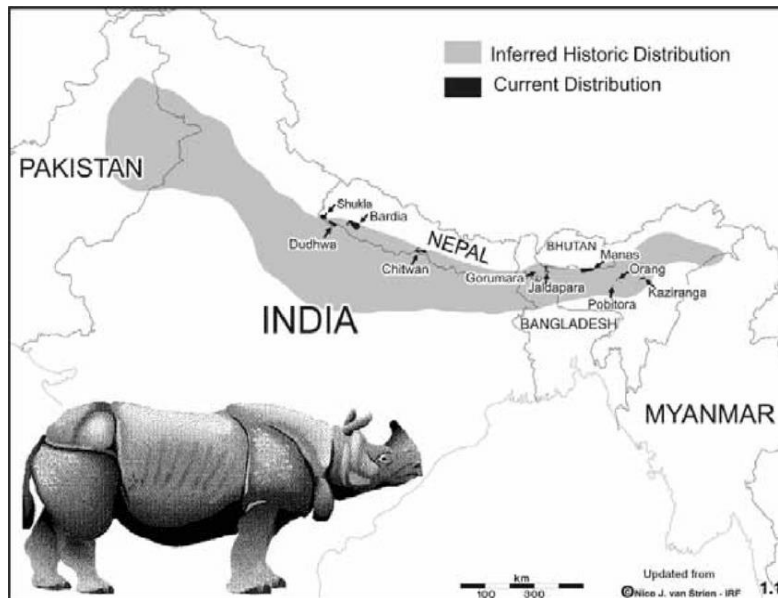 Inferred Historic Distribution
Current Distribution
PAKISTAN
Shukla
Bardia
Dudhwa
NEPAL
Chitwan
BHUTAN
Manas
Gorumara
Orang
Jaldapara
Kaziranga
Pobitora
INDIA
BANGLADESH
MYANMAR
km
100 300
Updated from
©Nico J. van Strien - IRF
1.1